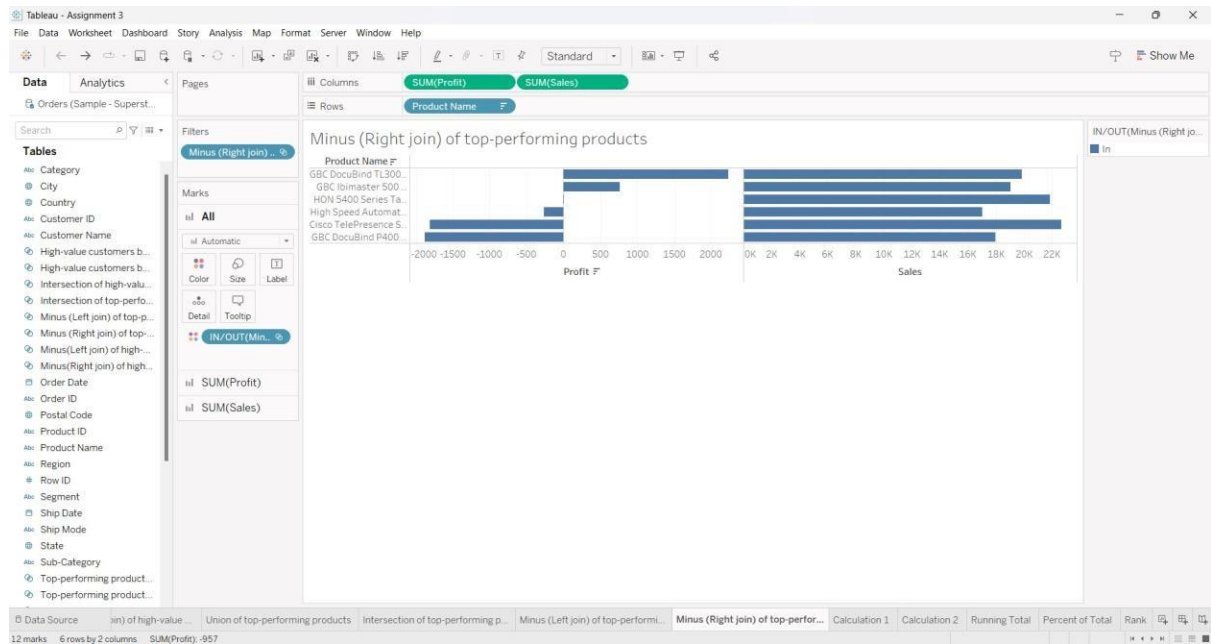 Tableau - Assignment 3
File Data Worksheet Dashboard Story Analysis Map Format Server Window Help
Standard
Show Me
Data Analytics
Pages
Columns SUM(Profit) SUM(Sales)
Orders (Sample - Superst...
Rows Product Name
Search
Filters
Minus (Right join) ..
Tables
Abc Category
City
Country
Abc Customer ID
Abc Customer Name
High-value customers b...
High-value customers b...
Intersection of high-valu...
Intersection of top-perfo...
Minus (Left join) of top-p...
Minus (Right join) of top-...
Minus(Left join) of high-...
Minus(Right join) of high...
Order Date
Abc Order ID
Postal Code
Abc Product ID
Abc Product Name
Abc Region
# Row ID
Abc Segment
Ship Date
Abc Ship Mode
State
Abc Sub-Category
Top-performing product...
Top-performing product...
Marks
All
Automatic
Color Size Label
Detail Tooltip
IN/OUT(Min..
SUM(Profit)
SUM(Sales)
Minus (Right join) of top-performing products
Product Name
GBC DocuBind TL300...
GBC Ibimaster 500...
HON 5400 Series Ta...
High Speed Automat...
Cisco TelePresence S...
GBC DocuBind P400...
-2000 -1500 -1000 -500 0 500 1000 1500 2000
Profit
0K 2K 4K 6K 8K 10K 12K 14K 16K 18K 20K 22K
Sales
IN/OUT(Minus (Right jo...
In
Data Source in) of high-value ... Union of top-performing products Intersection of top-performing p... Minus (Left join) of top-performi... Minus (Right join) of top-perfor... Calculation 1 Calculation 2 Running Total Percent of Total Rank
12 marks 6 rows by 2 columns SUM(Profit): -957